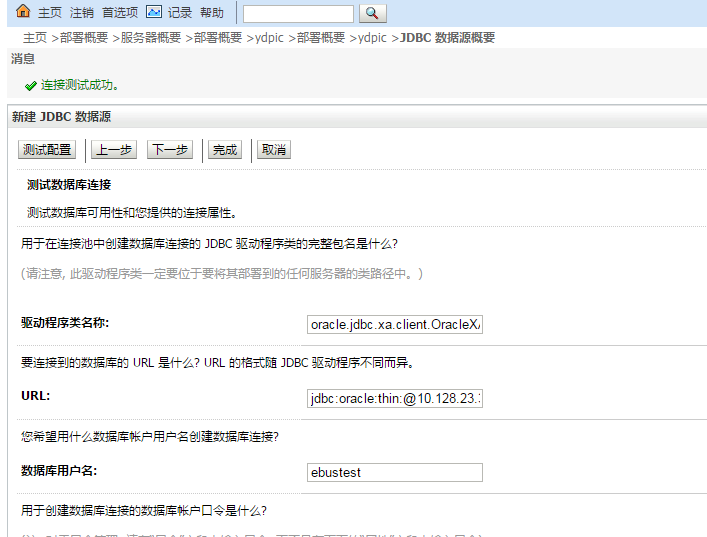 主页 注销 首选项 记录 帮助
主页 >部署概要 >服务器概要 >部署概要 >ydpic >部署概要 >ydpic >JDBC 数据源概要
消息
连接测试成功。
新建 JDBC 数据源
测试配置 上一步 下一步 完成 取消
测试数据库连接
测试数据库可用性和您提供的连接属性。
用于在连接池中创建数据库连接的 JDBC 驱动程序类的完整包名是什么?
(请注意, 此驱动程序类一定要位于要将其部署到的任何服务器的类路径中。)
驱动程序类名称: oracle.jdbc.xa.client.OracleXA
要连接到的数据库的 URL 是什么? URL 的格式随 JDBC 驱动程序不同而异。
URL: jdbc:oracle:thin:@10.128.23.
您希望用什么数据库帐户用户名创建数据库连接?
数据库用户名: ebustest
用于创建数据库连接的数据库帐户口令是什么?